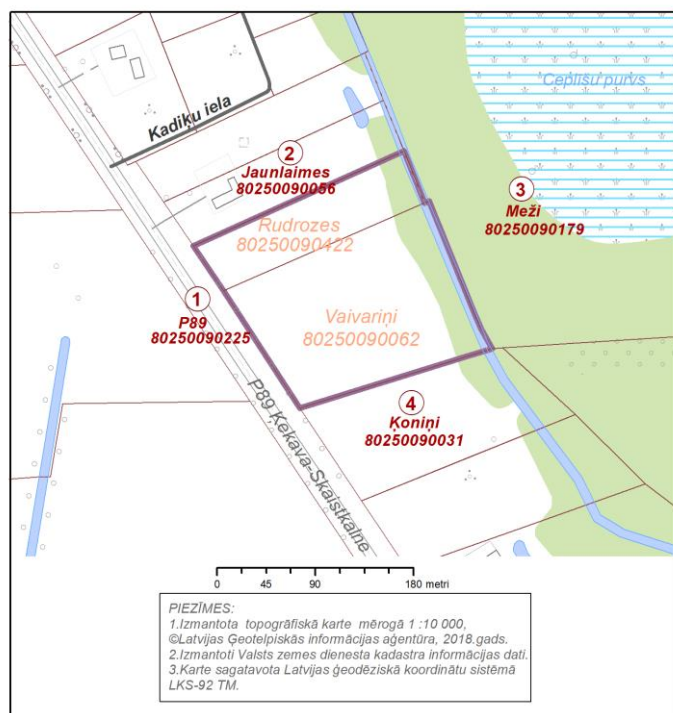 Ceplīšu purvs
Kadiķu iela
2
Jaunlaimes
80250090056
3
Meži
80250090179
Rudrozes
80250090422
1
P89
80250090225
Vaivariņi
80250090062
4
Ķoniņi
80250090031
P89 Ķekava-Skaistkalne
0 45 90 180 metri
PIEZĪMES:
1.Izmantota topogrāfiskā karte mērogā 1 :10 000,
©Latvijas Ģeotelpiskās informācijas aģentūra, 2018.gads.
2.Izmantoti Valsts zemes dienesta kadastra informācijas dati.
3.Karte sagatavota Latvijas ģeodēziskā koordinātu sistēmā
LKS-92 TM.